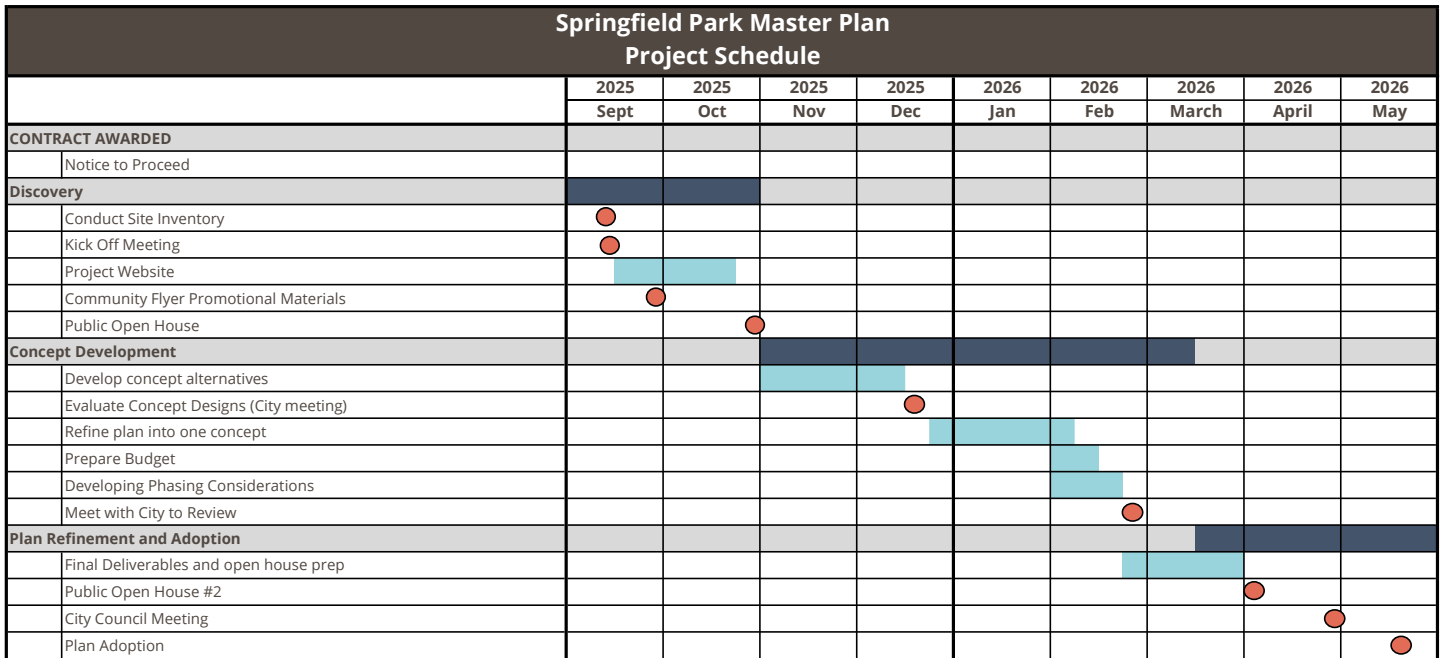 Springfield Park Master Plan
Project Schedule
2025 2025 2025 2025 2026 2026 2026 2026 2026
Sept Oct Nov Dec Jan Feb March April May
CONTRACT AWARDED
Notice to Proceed
Discovery
Conduct Site Inventory
Kick Off Meeting
Project Website
Community Flyer Promotional Materials
Public Open House
Concept Development
Develop concept alternatives
Evaluate Concept Designs (City meeting)
Refine plan into one concept
Prepare Budget
Developing Phasing Considerations
Meet with City to Review
Plan Refinement and Adoption
Final Deliverables and open house prep
Public Open House #2
City Council Meeting
Plan Adoption